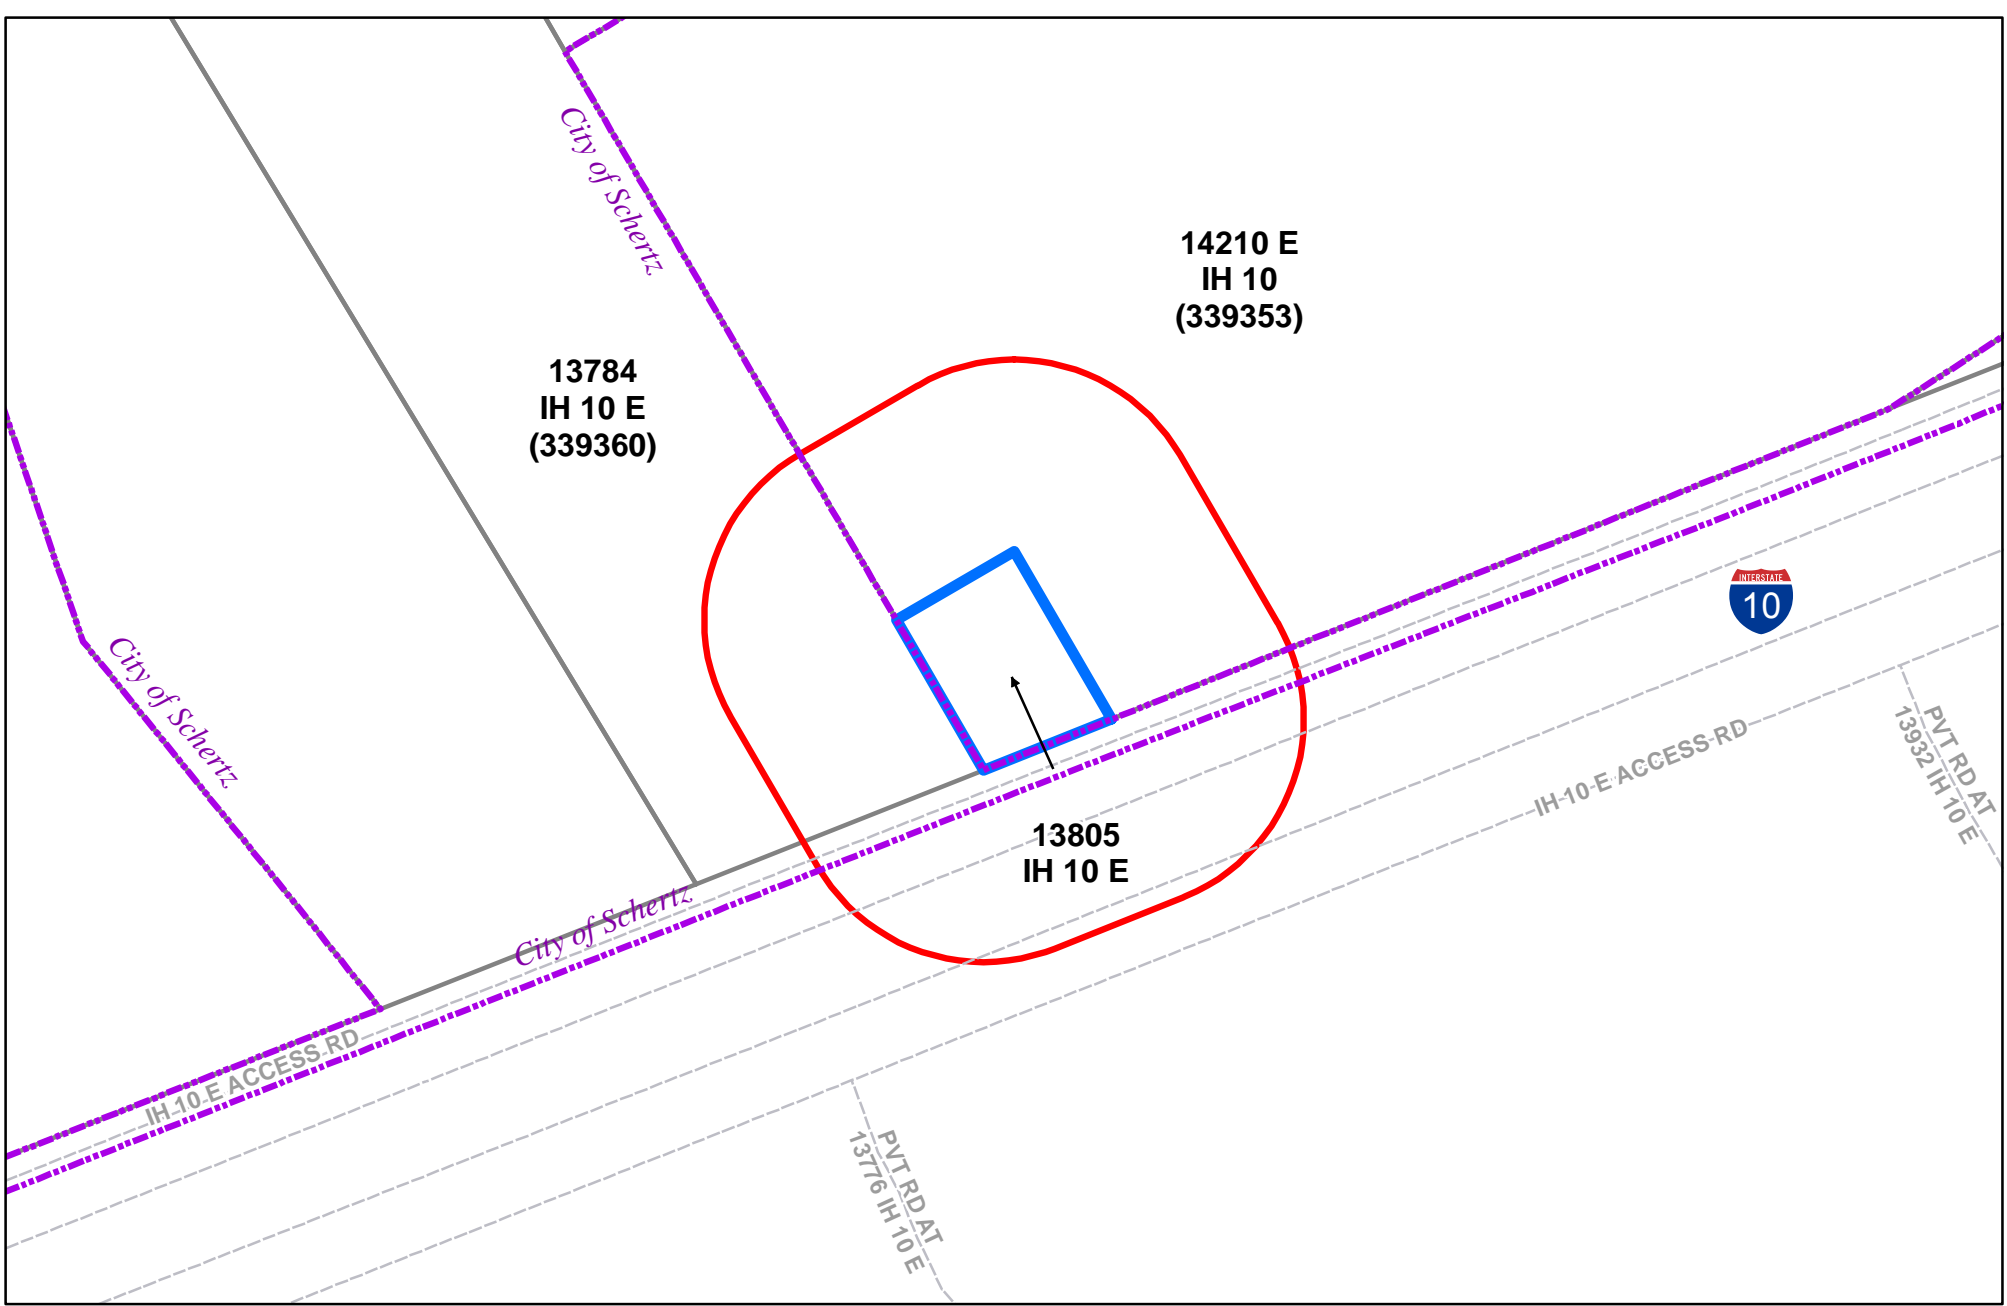 City of Schertz
14210 E
IH 10
(339353)
13784
IH 10 E
(339360)
INTERSTATE
10
City of Schertz
PVT RD AT
13932 IH 10 E
IH 10 E ACCESS RD
13805
IH 10 E
City of Schertz
IH 10 E ACCESS RD
PVT RD AT
13776 IH 10 E